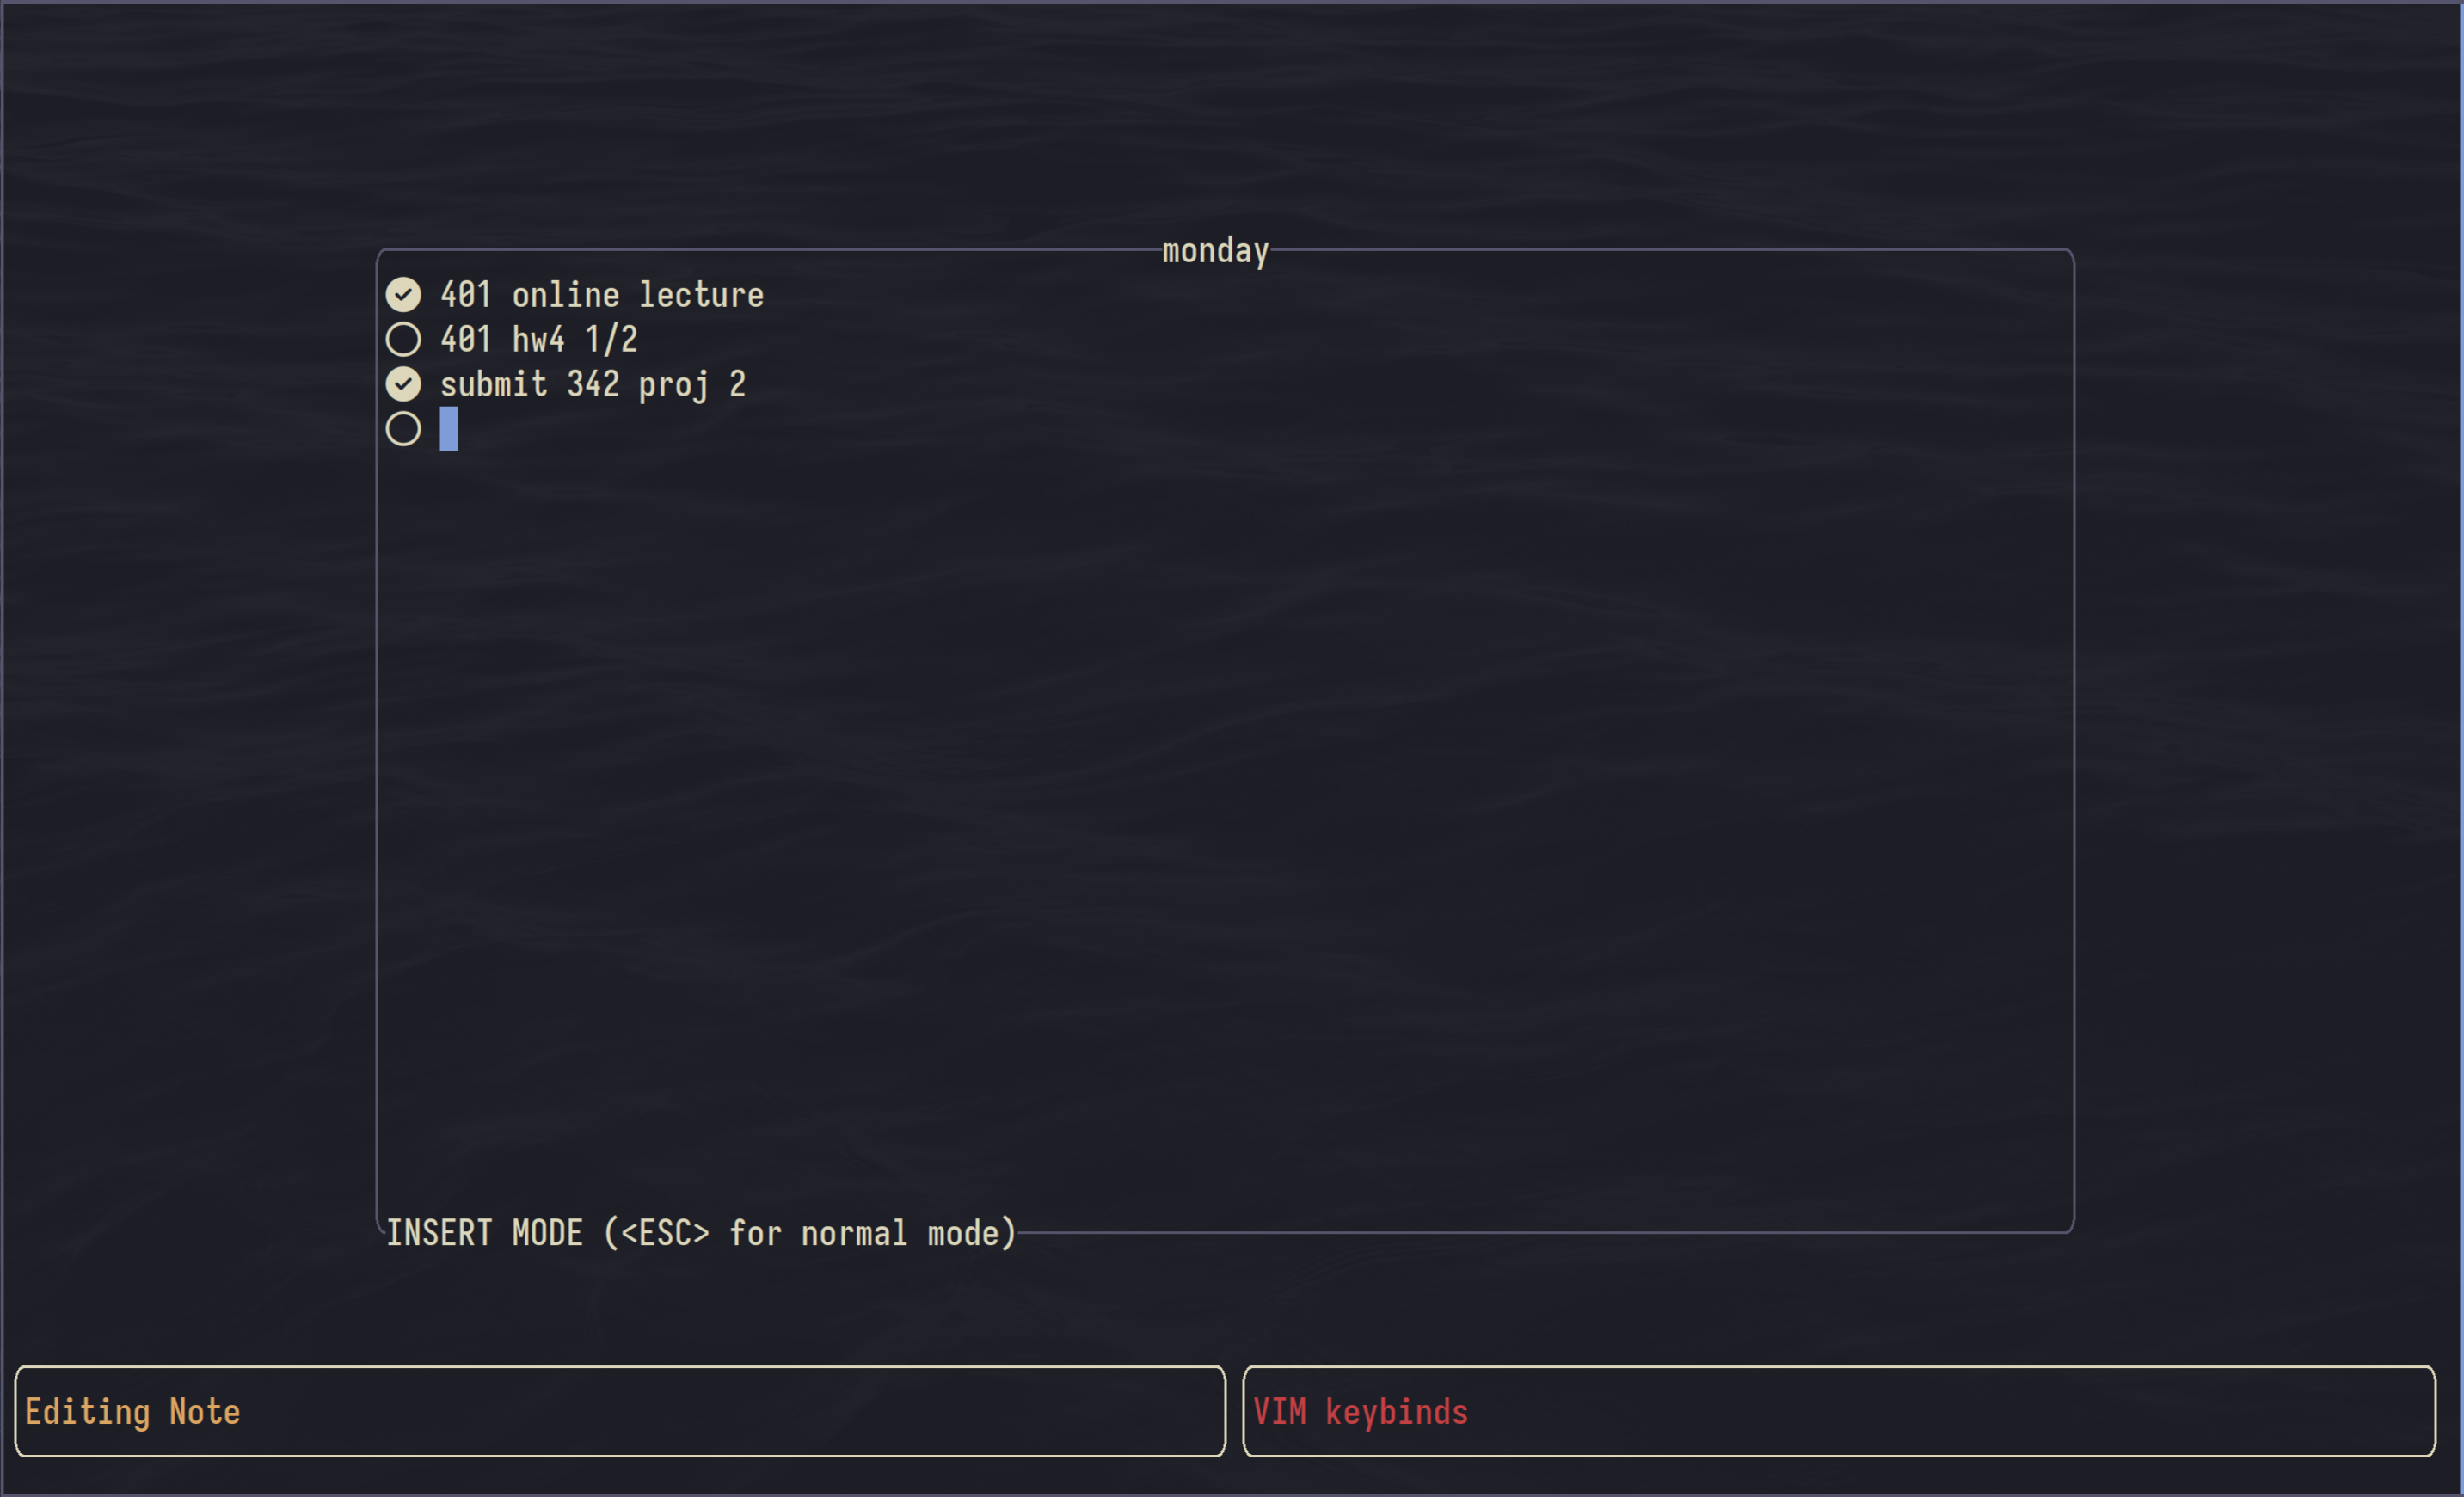 monday
401 online lecture
401 hw4 1/2
submit 342 proj 2
INSERT MODE (<ESC> for normal mode)
Editing Note
VIM keybinds